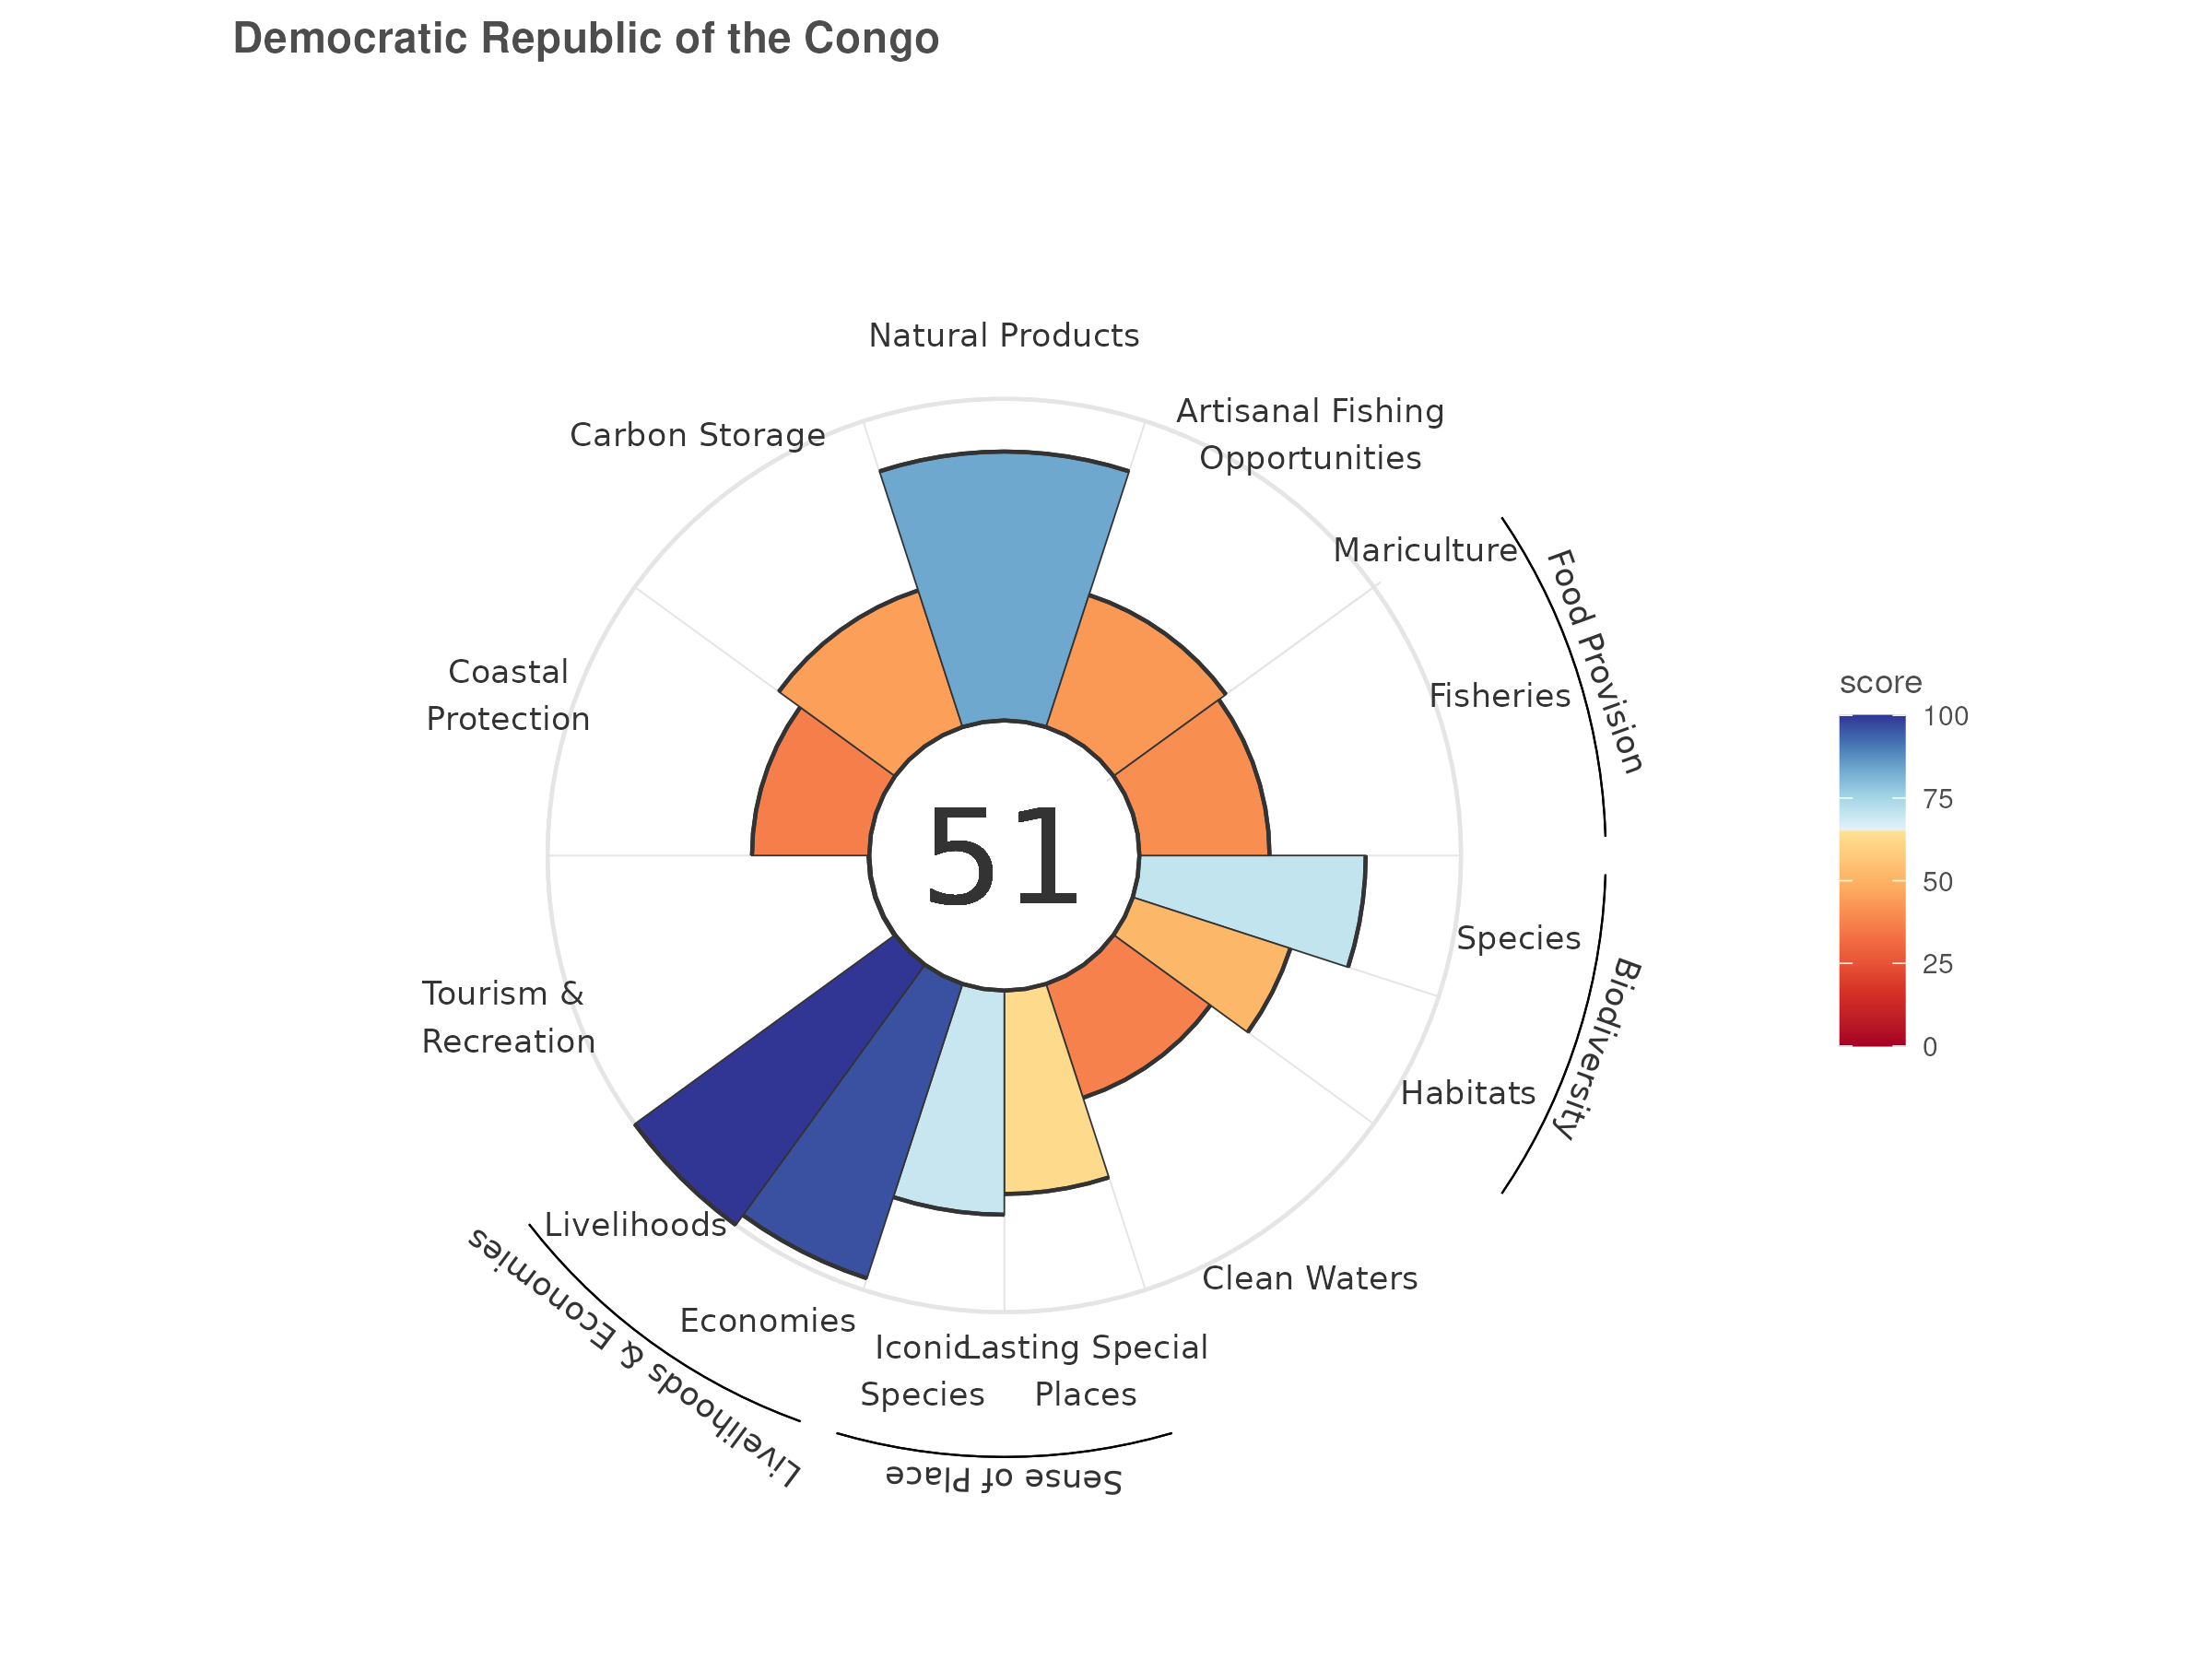 Democratic Republic of the Congo
Natural Products
Artisanal Fishing
Opportunities
Carbon Storage
Mariculture
Food Provision
Coastal
Protection
Fisheries
score
100
75
50
25
0
51
Species
Biodiversity
Tourism &
Recreation
Habitats
Livelihoods
Livelihoods & Economies
Clean Waters
Economies
Iconic
Species
Lasting Special
Places
Sense of Place